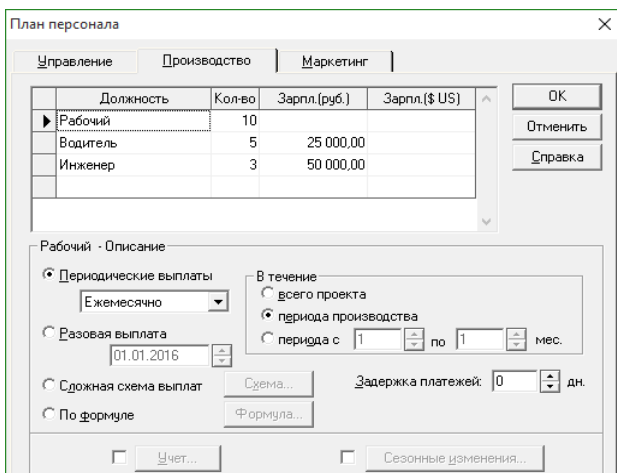 План персонала
Управление Производство Маркетинг
Должность Кол-во Зарпл.(руб.) Зарпл.($ US)
Рабочий 10
Водитель 5 25 000,00
Инженер 3 50 000,00
OK
Отменить
Справка
Рабочий - Описание
Периодические выплаты
Ежемесячно
Разовая выплата
01.01.2016
Сложная схема выплат Схема...
По формуле Формула...
В течение
всего проекта
периода производства
периода с 1 по 1 мес.
Задержка платежей: 0 дн.
Учет... Сезонные изменения...